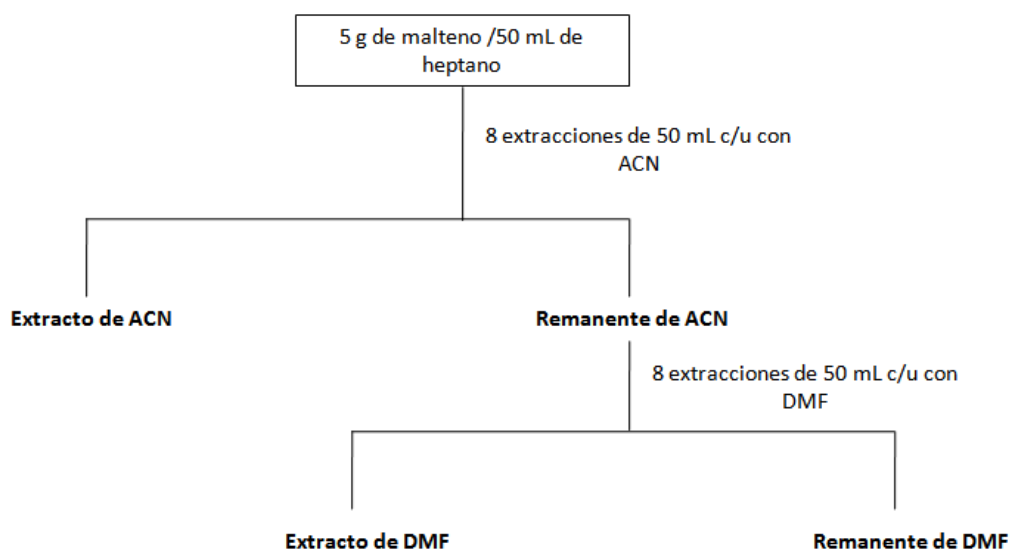 5 g de malteno /50 mL de
heptano
8 extracciones de 50 mL c/u con
ACN
Extracto de ACN
Remanente de ACN
8 extracciones de 50 mL c/u con
DMF
Extracto de DMF
Remanente de DMF